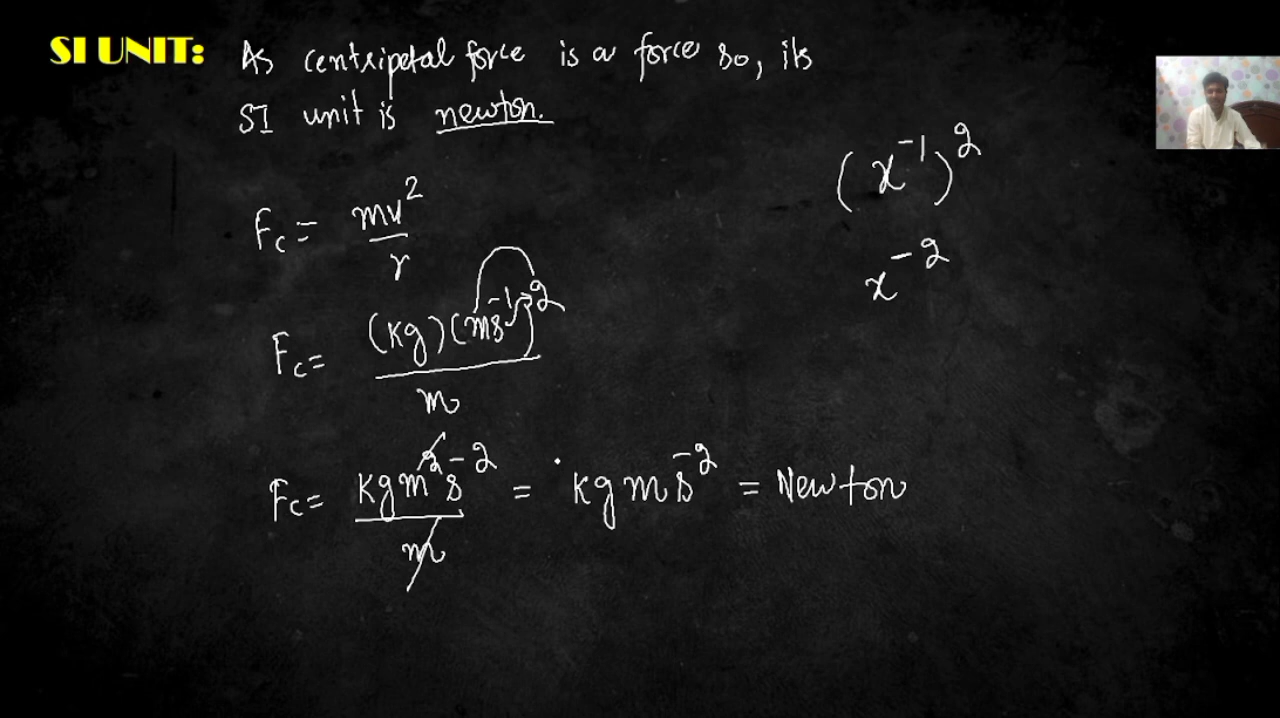 SI UNIT: As centripetal force is a force so, its
SI unit is newton.
Fc = mv²/r
Fc = (kg)(ms⁻¹)²/m
Fc = kgm²s⁻²/m = kgms⁻² = Newton
(x⁻¹)²
x⁻²